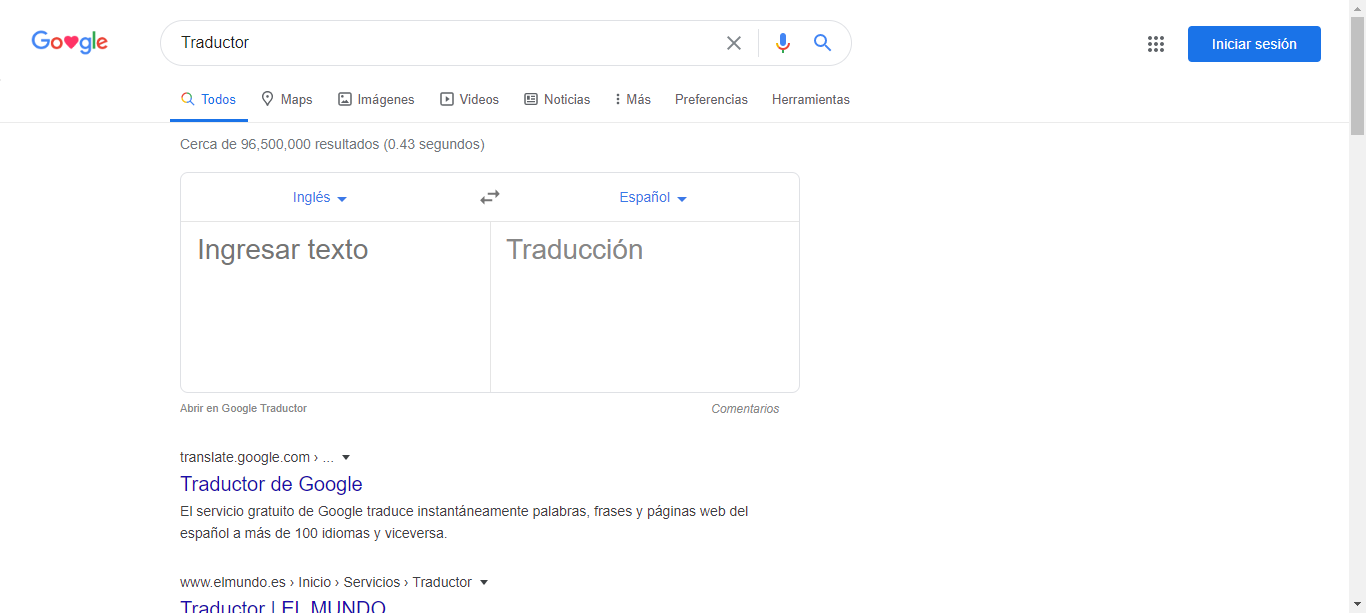 Google
Traductor
Iniciar sesión
Todos Maps Imágenes Videos Noticias Más Preferencias Herramientas
Cerca de 96,500,000 resultados (0.43 segundos)
Inglés Español
Ingresar texto Traducción
Abrir en Google Traductor Comentarios
translate.google.com › ...
Traductor de Google
El servicio gratuito de Google traduce instantáneamente palabras, frases y páginas web del
español a más de 100 idiomas y viceversa.
www.elmundo.es › Inicio › Servicios › Traductor
Traductor | EL MUNDO